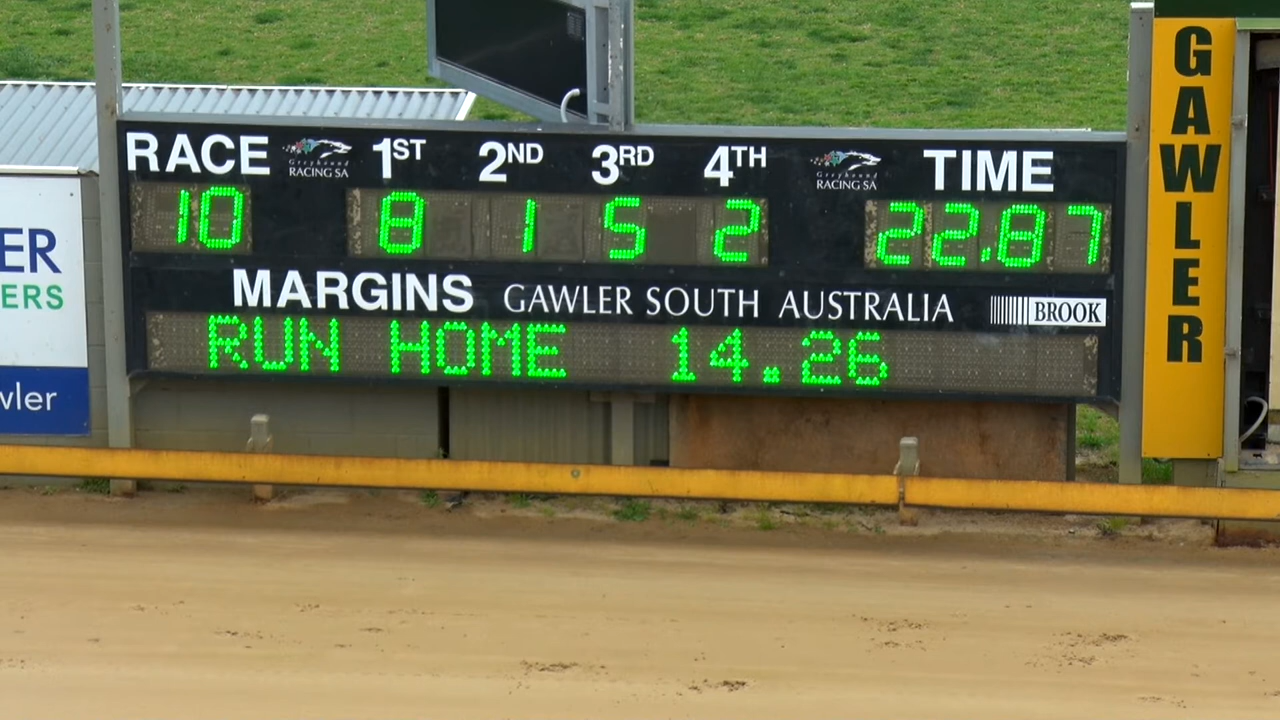 RACE Greyhound RACING SA 1ST 2ND 3RD 4TH Greyhound RACING SA TIME
10 8 1 5 2 22.87
MARGINS GAWLER SOUTH AUSTRALIA BROOK
RUN HOME 14.26
GAWLER
ER
ERS
wler